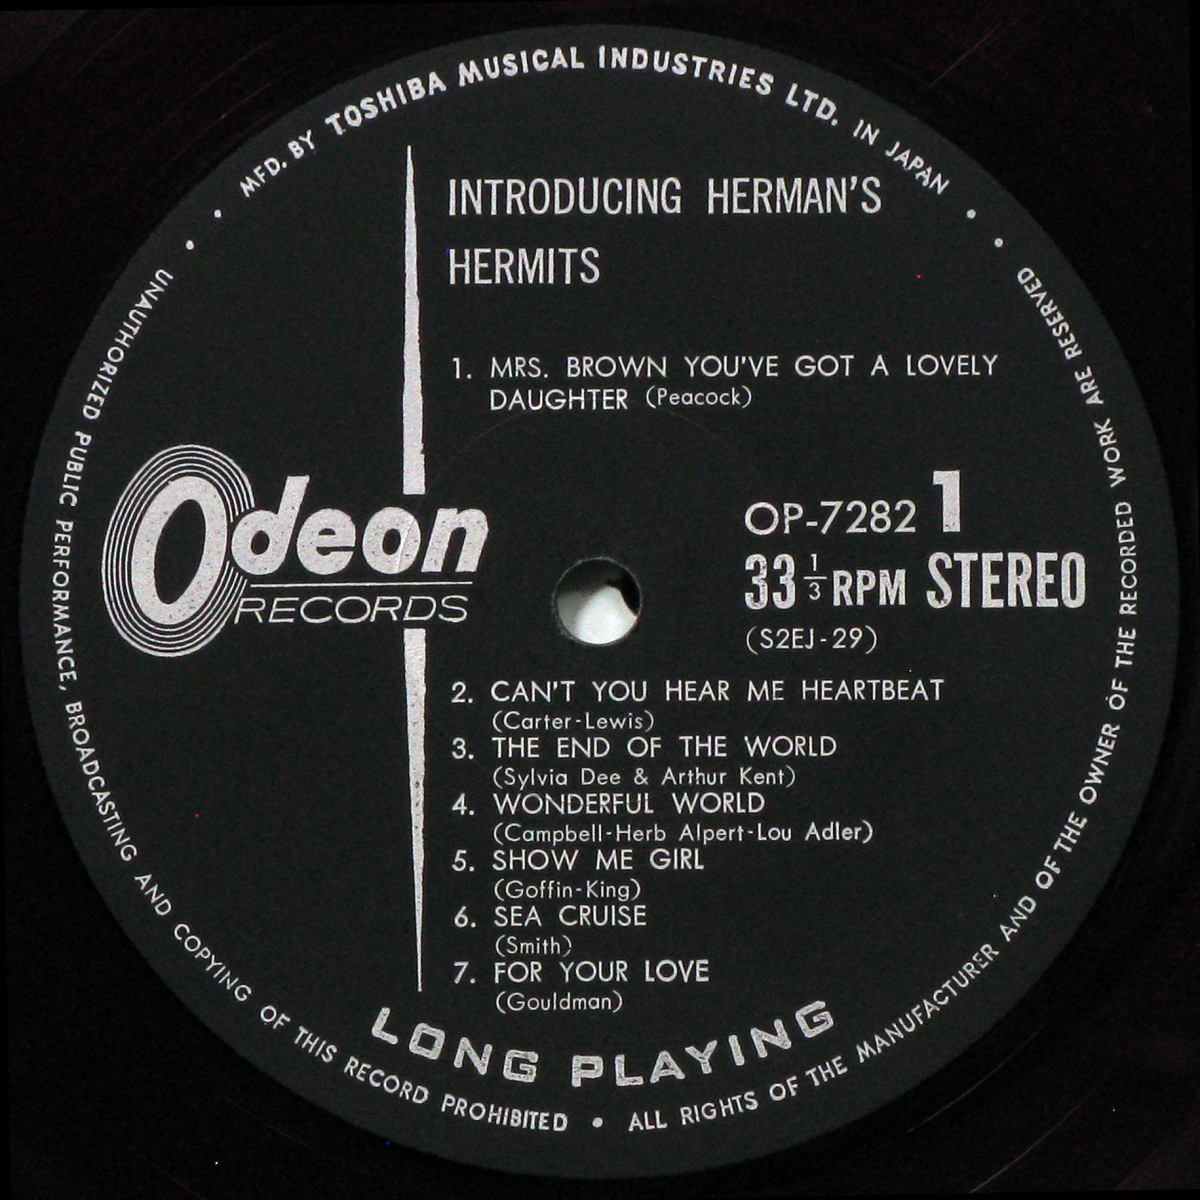 MFD. BY TOSHIBA MUSICAL INDUSTRIES LTD. IN JAPAN
INTRODUCING HERMAN'S
HERMITS
1. MRS. BROWN YOU'VE GOT A LOVELY
DAUGHTER (Peacock)
Odeon
RECORDS
OP-7282 1
33 1/3 RPM STEREO
(S2EJ-29)
2. CAN'T YOU HEAR ME HEARTBEAT
(Carter-Lewis)
3. THE END OF THE WORLD
(Sylvia Dee & Arthur Kent)
4. WONDERFUL WORLD
(Campbell-Herb Alpert-Lou Adler)
5. SHOW ME GIRL
(Goffin-King)
6. SEA CRUISE
(Smith)
7. FOR YOUR LOVE
(Gouldman)
LONG PLAYING
UNAUTHORIZED PUBLIC PERFORMANCE, BROADCASTING AND COPYING OF THIS RECORD PROHIBITED • ALL RIGHTS OF THE MANUFACTURER AND OF THE OWNER OF THE RECORDED WORK ARE RESERVED